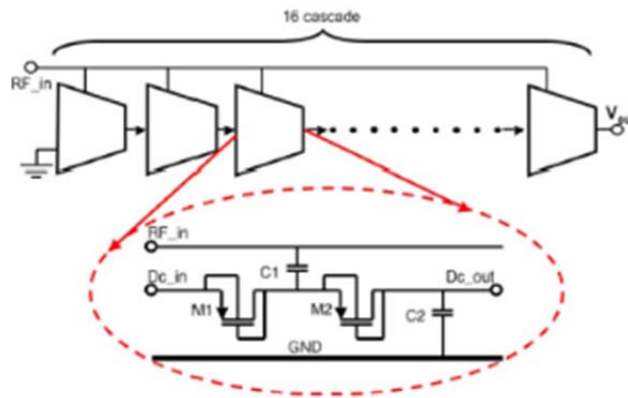 16 cascade
RF_in
RF_in
C1
Dc_in
Dc_out
M1
M2
C2
GND